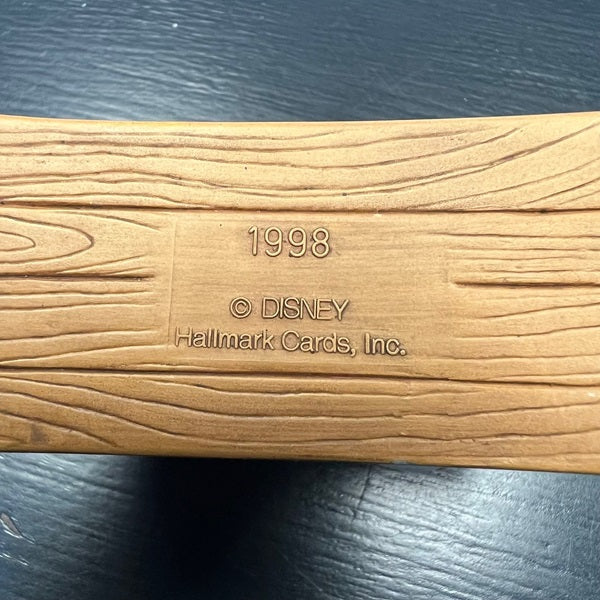 1998
© DISNEY
Hallmark Cards, Inc.